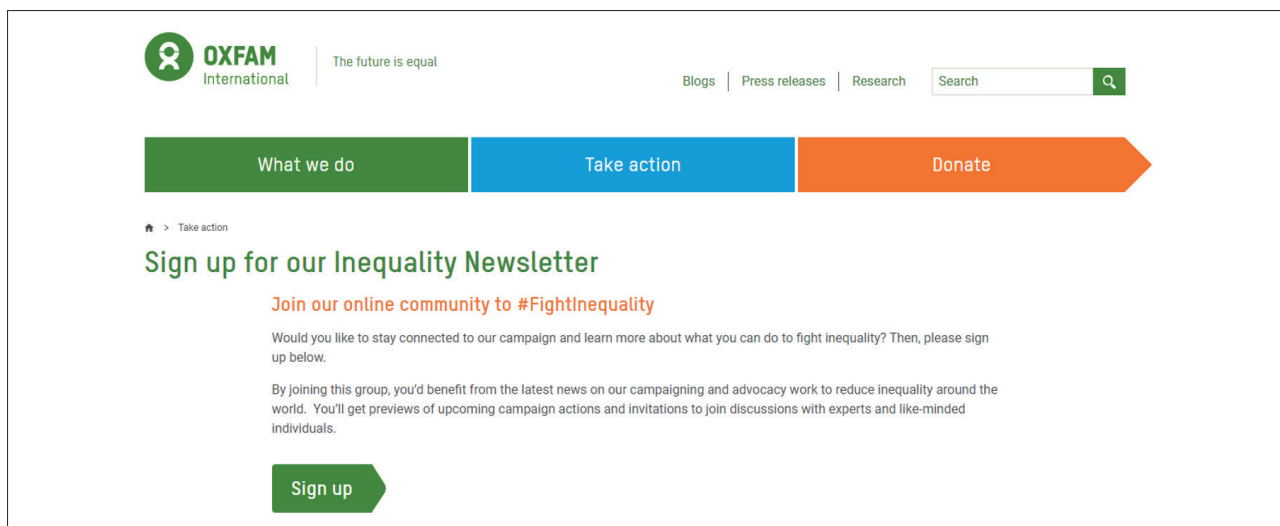 OXFAM
International
The future is equal
Blogs
Press releases
Research
Search
What we do
Take action
Donate
> Take action
Sign up for our Inequality Newsletter
Join our online community to #FightInequality
Would you like to stay connected to our campaign and learn more about what you can do to fight inequality? Then, please sign
up below.
By joining this group, you'd benefit from the latest news on our campaigning and advocacy work to reduce inequality around the
world.  You'll get previews of upcoming campaign actions and invitations to join discussions with experts and like-minded
individuals.
Sign up